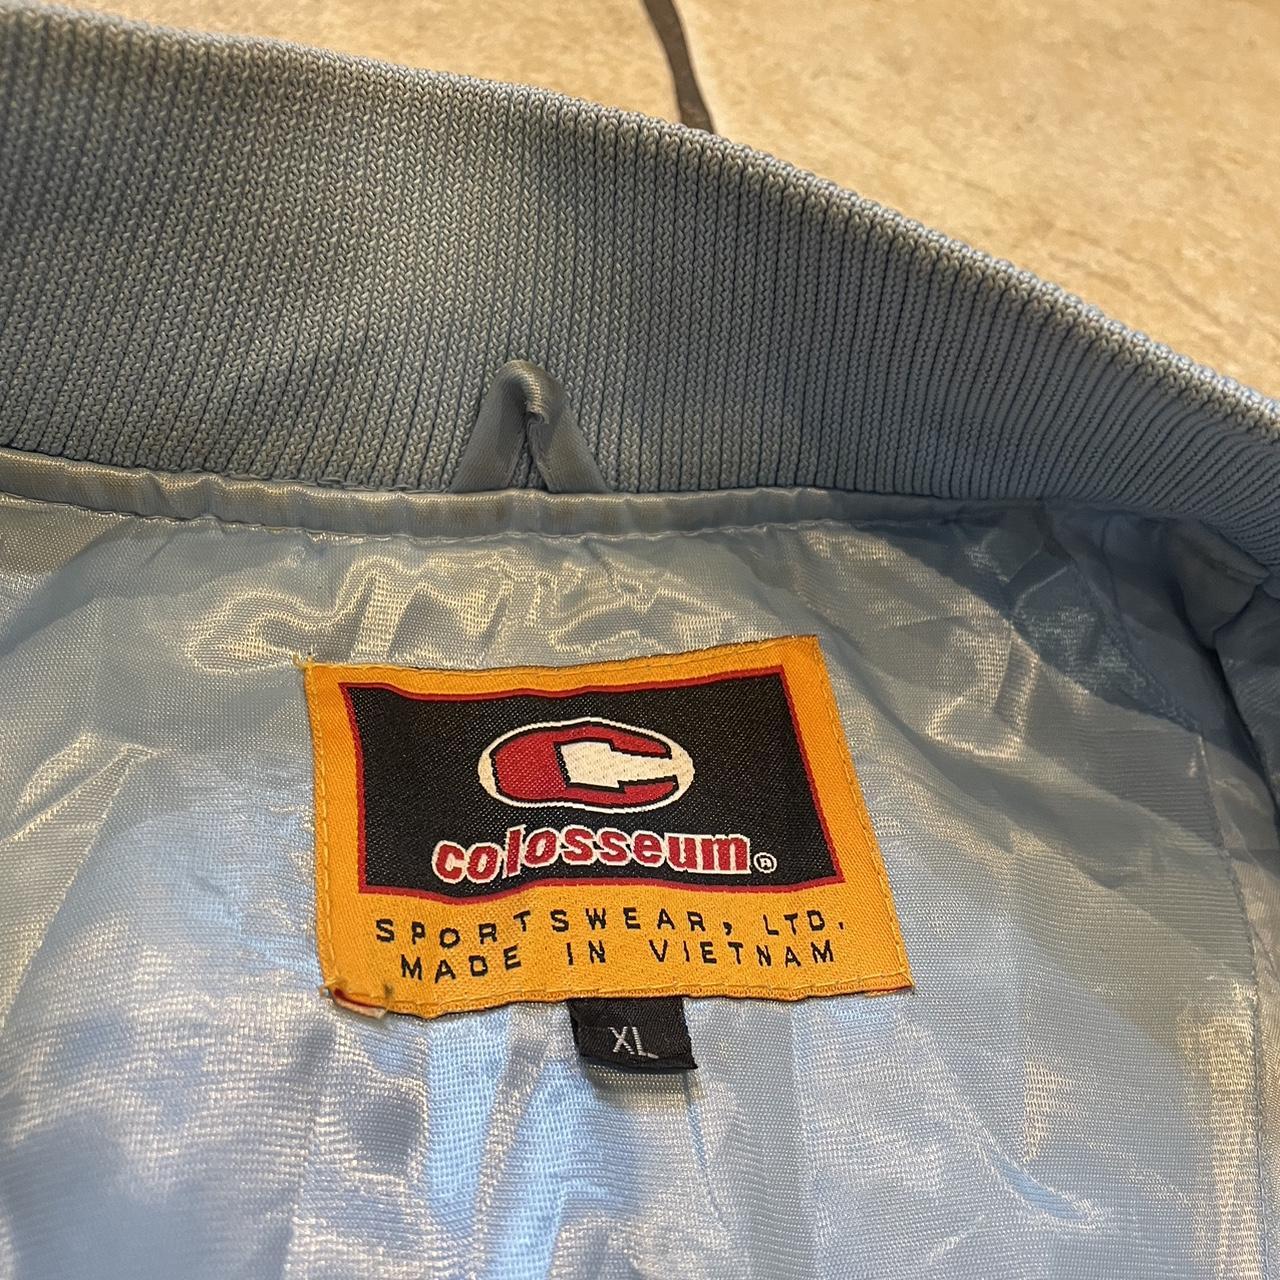 colosseum®
SPORTSWEAR, LTD.
MADE IN VIETNAM
XL